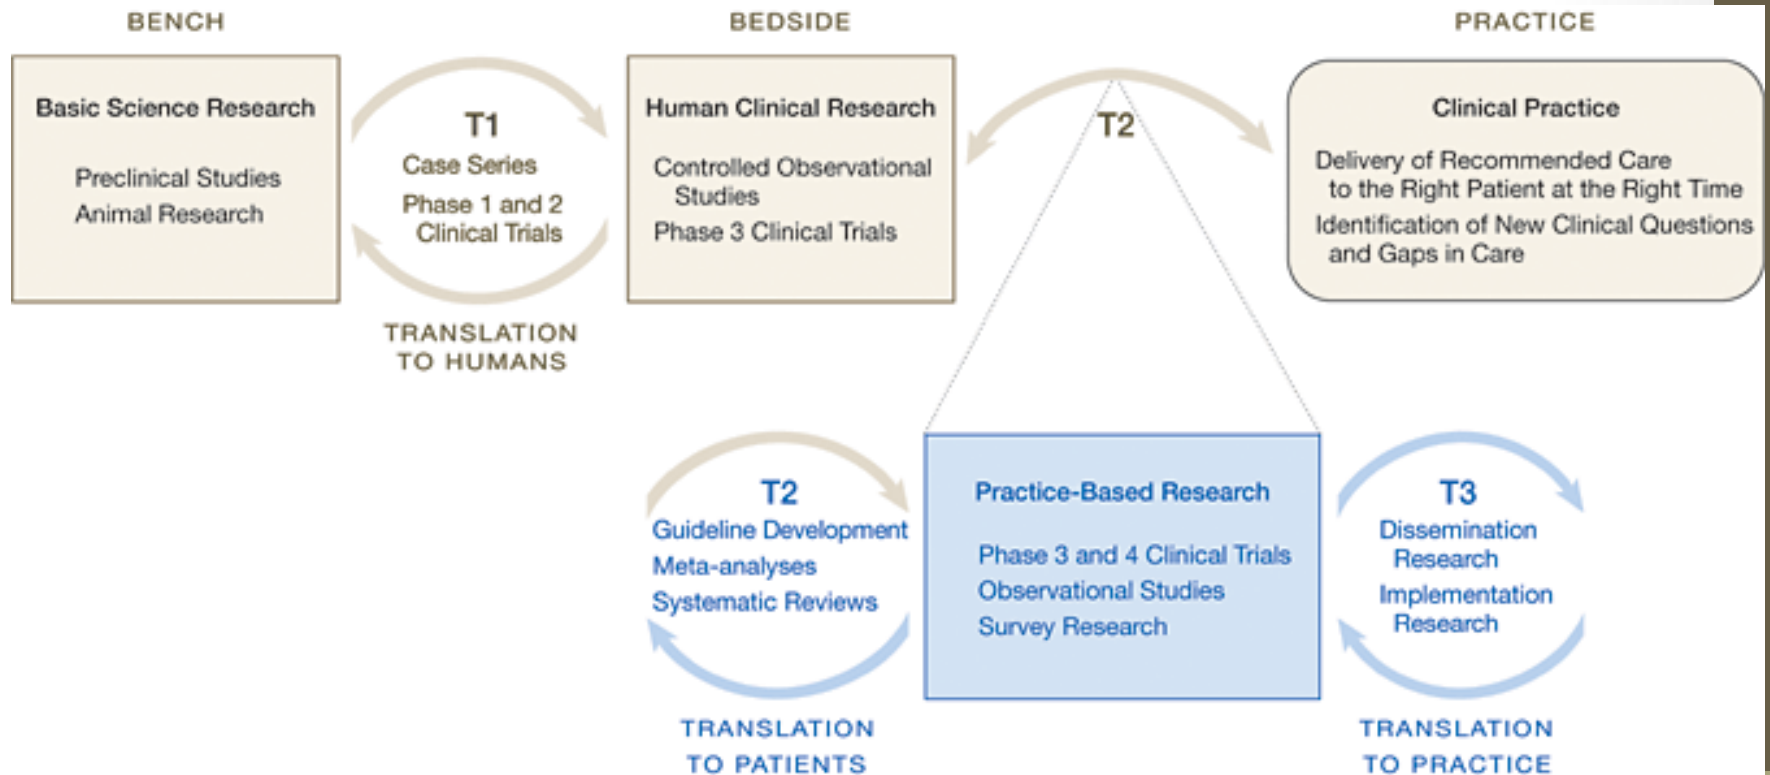 BENCH
BEDSIDE
PRACTICE
Basic Science Research
Preclinical Studies
Animal Research
T1
Case Series
Phase 1 and 2
Clinical Trials
TRANSLATION
TO HUMANS
Human Clinical Research
Controlled Observational
Studies
Phase 3 Clinical Trials
T2
Clinical Practice
Delivery of Recommended Care
to the Right Patient at the Right Time
Identification of New Clinical Questions
and Gaps in Care
T2
Guideline Development
Meta-analyses
Systematic Reviews
TRANSLATION
TO PATIENTS
Practice-Based Research
Phase 3 and 4 Clinical Trials
Observational Studies
Survey Research
T3
Dissemination
Research
Implementation
Research
TRANSLATION
TO PRACTICE